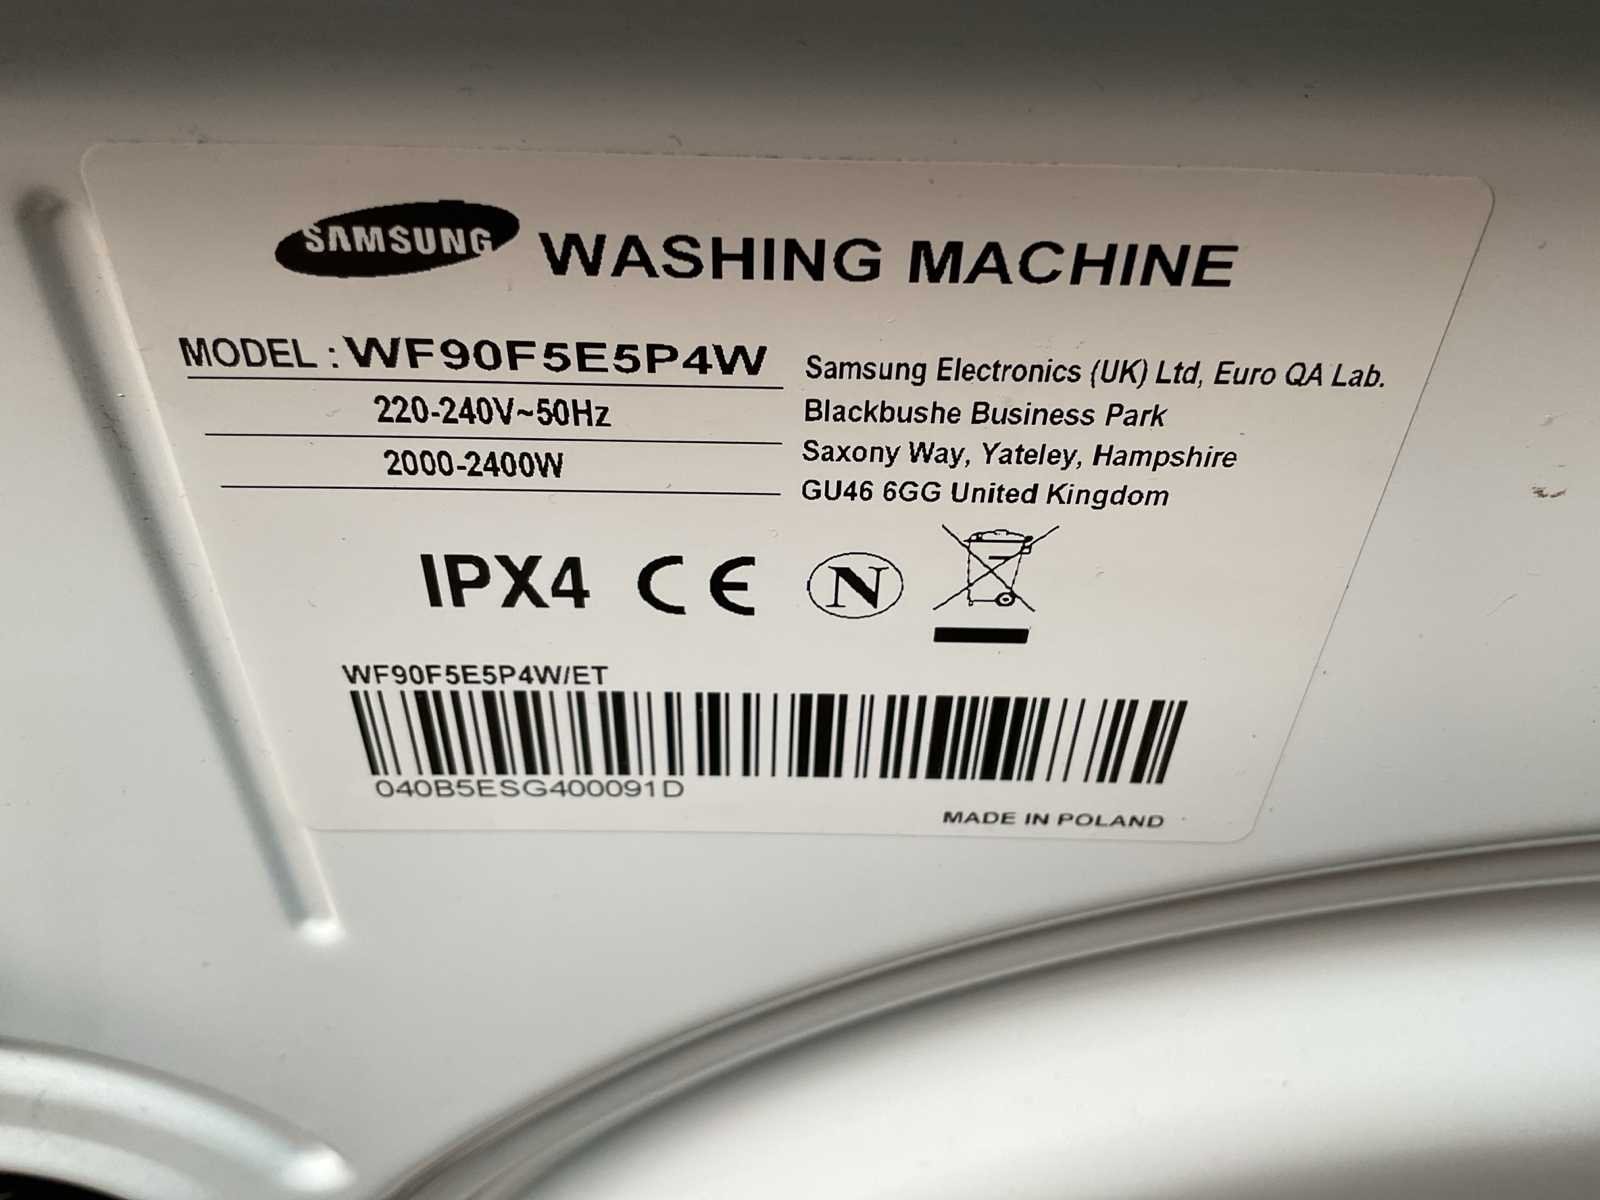 SAMSUNG WASHING MACHINE
MODEL : WF90F5E5P4W
220-240V~50Hz
2000-2400W
Samsung Electronics (UK) Ltd, Euro QA Lab.
Blackbushe Business Park
Saxony Way, Yateley, Hampshire
GU46 6GG United Kingdom
IPX4 CE N
WF90F5E5P4W/ET
040B5ESG400091D
MADE IN POLAND